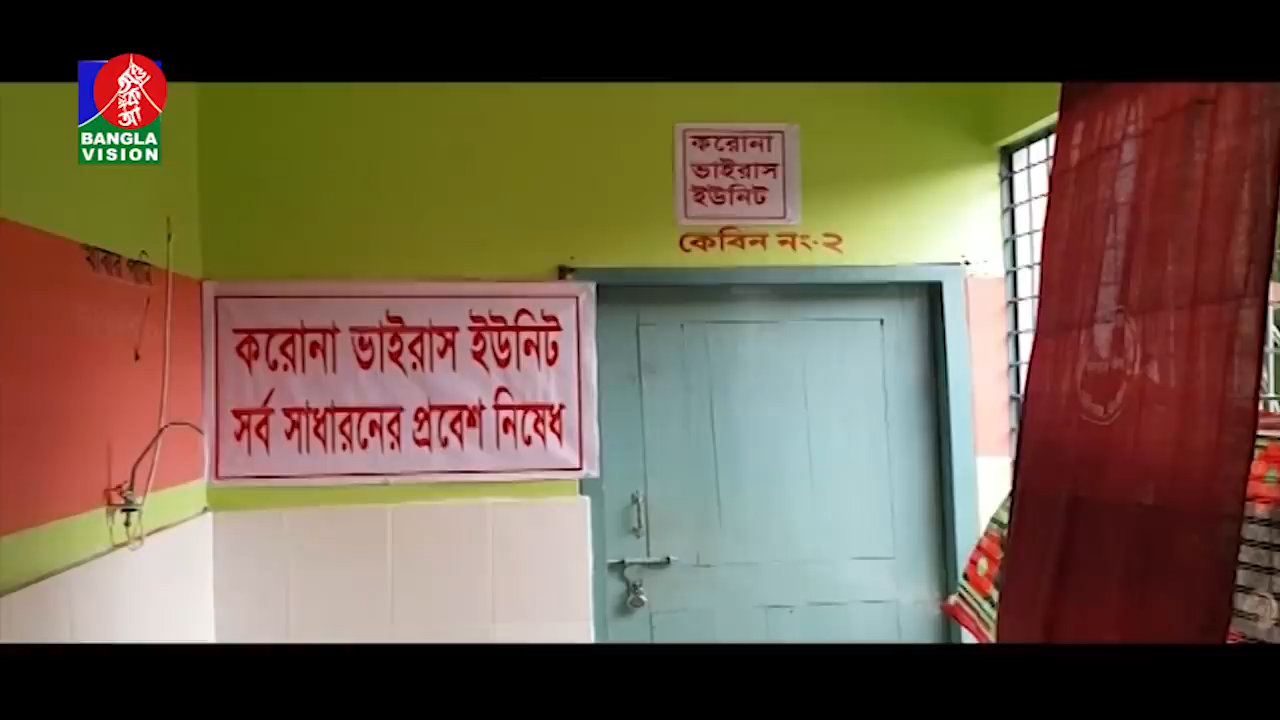 BANGLA
VISION
করোনা
ভাইরাস
ইউনিট
কেবিন নং-২
খাবার পানি
করোনা ভাইরাস ইউনিট
সর্ব সাধারনের প্রবেশ নিষেধ